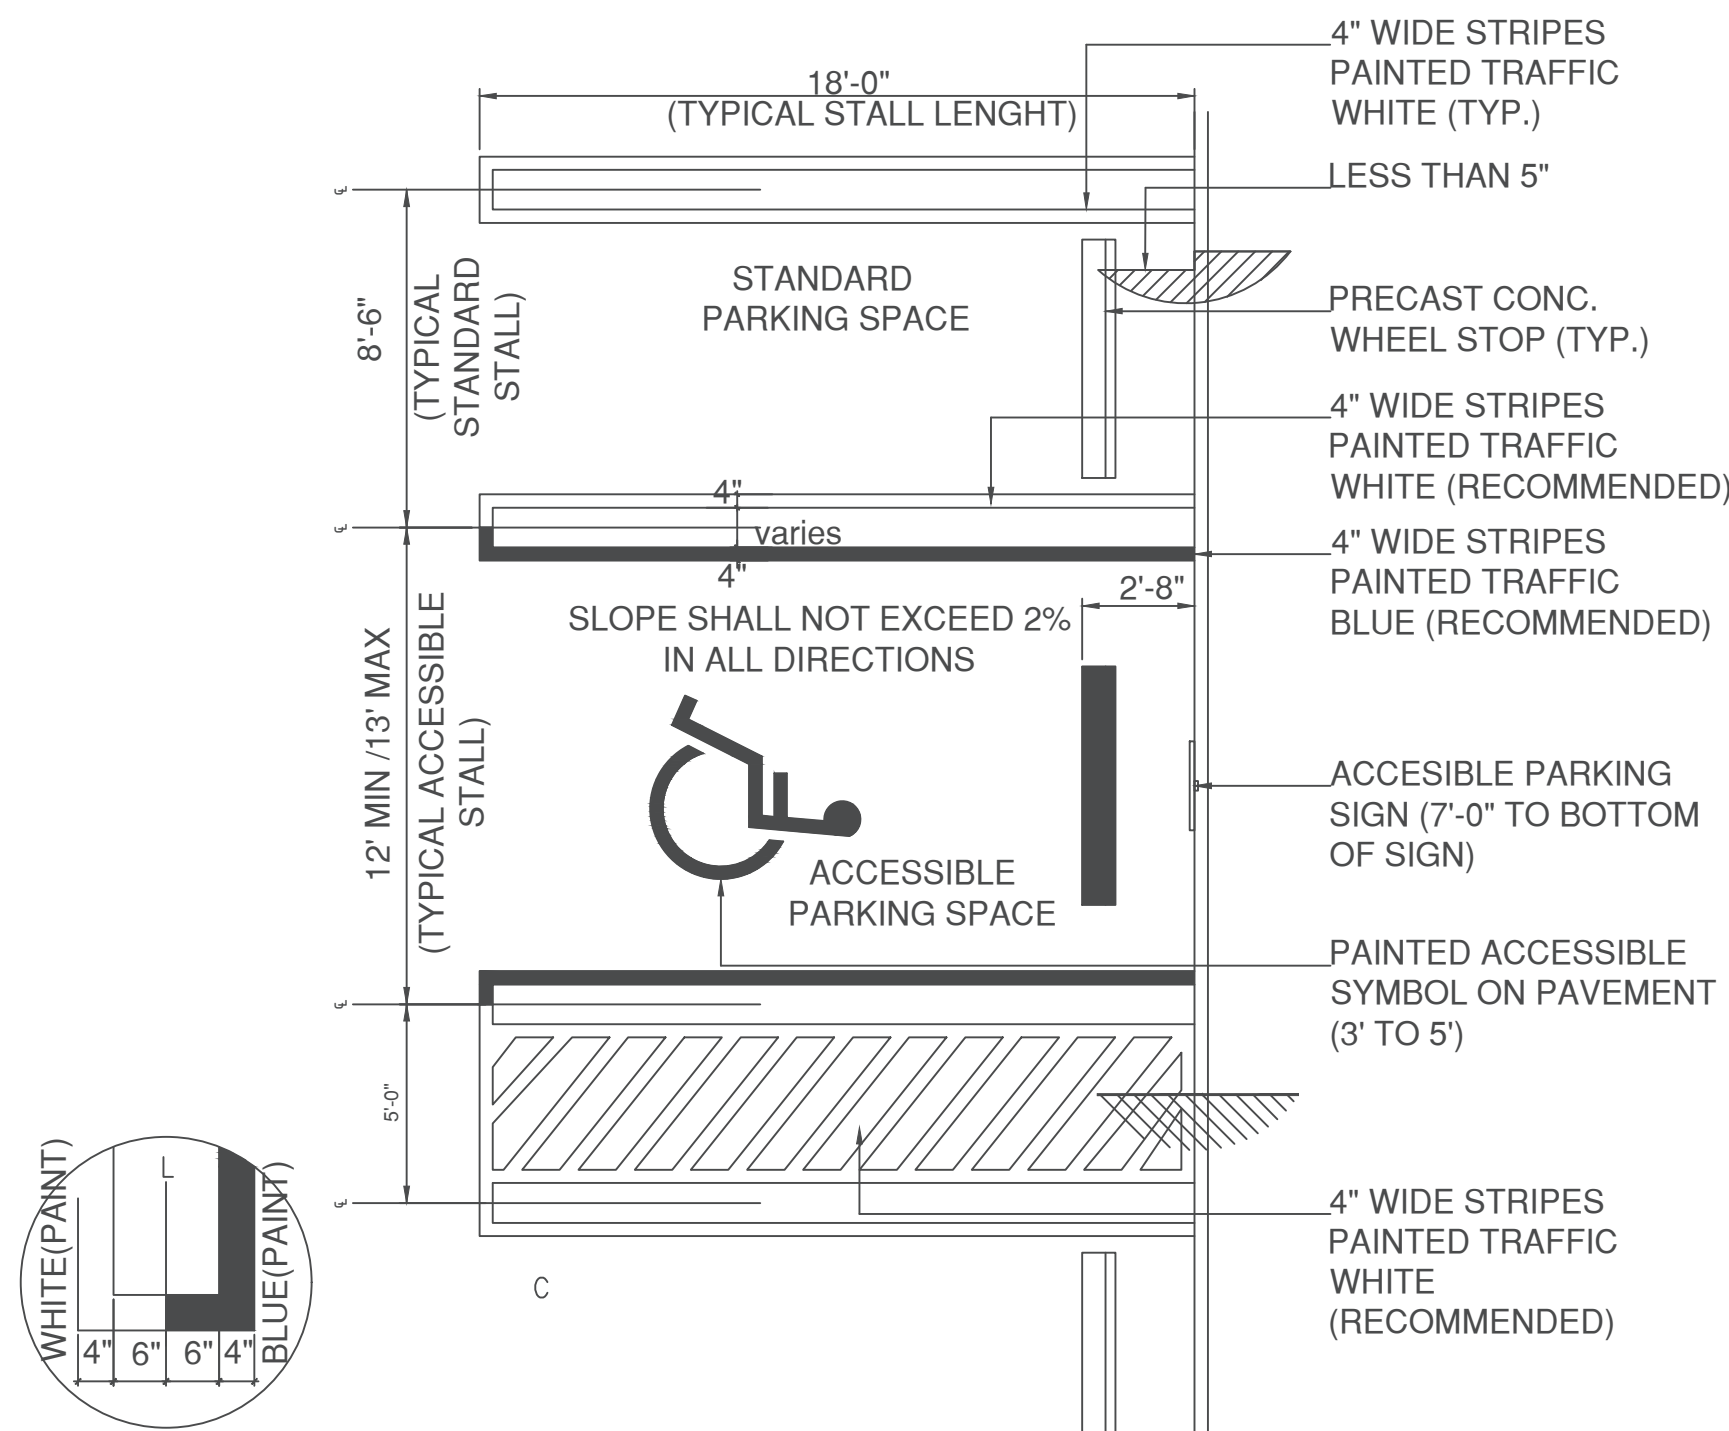 18'-0"
(TYPICAL STALL LENGHT)
4" WIDE STRIPES
PAINTED TRAFFIC
WHITE (TYP.)
LESS THAN 5"
8'-6"
(TYPICAL
STANDARD
STALL)
STANDARD
PARKING SPACE
PRECAST CONC.
WHEEL STOP (TYP.)
4" WIDE STRIPES
PAINTED TRAFFIC
WHITE (RECOMMENDED)
4"
varies
4"
4" WIDE STRIPES
PAINTED TRAFFIC
BLUE (RECOMMENDED)
2'-8"
SLOPE SHALL NOT EXCEED 2%
IN ALL DIRECTIONS
12' MIN /13' MAX
(TYPICAL ACCESSIBLE
STALL)
ACCESIBLE PARKING
SIGN (7'-0" TO BOTTOM
OF SIGN)
ACCESSIBLE
PARKING SPACE
PAINTED ACCESSIBLE
SYMBOL ON PAVEMENT
(3' TO 5')
5'-0"
4" WIDE STRIPES
PAINTED TRAFFIC
WHITE
(RECOMMENDED)
WHITE(PAINT)
L
BLUE(PAINT)
4" 6" 6" 4"
C